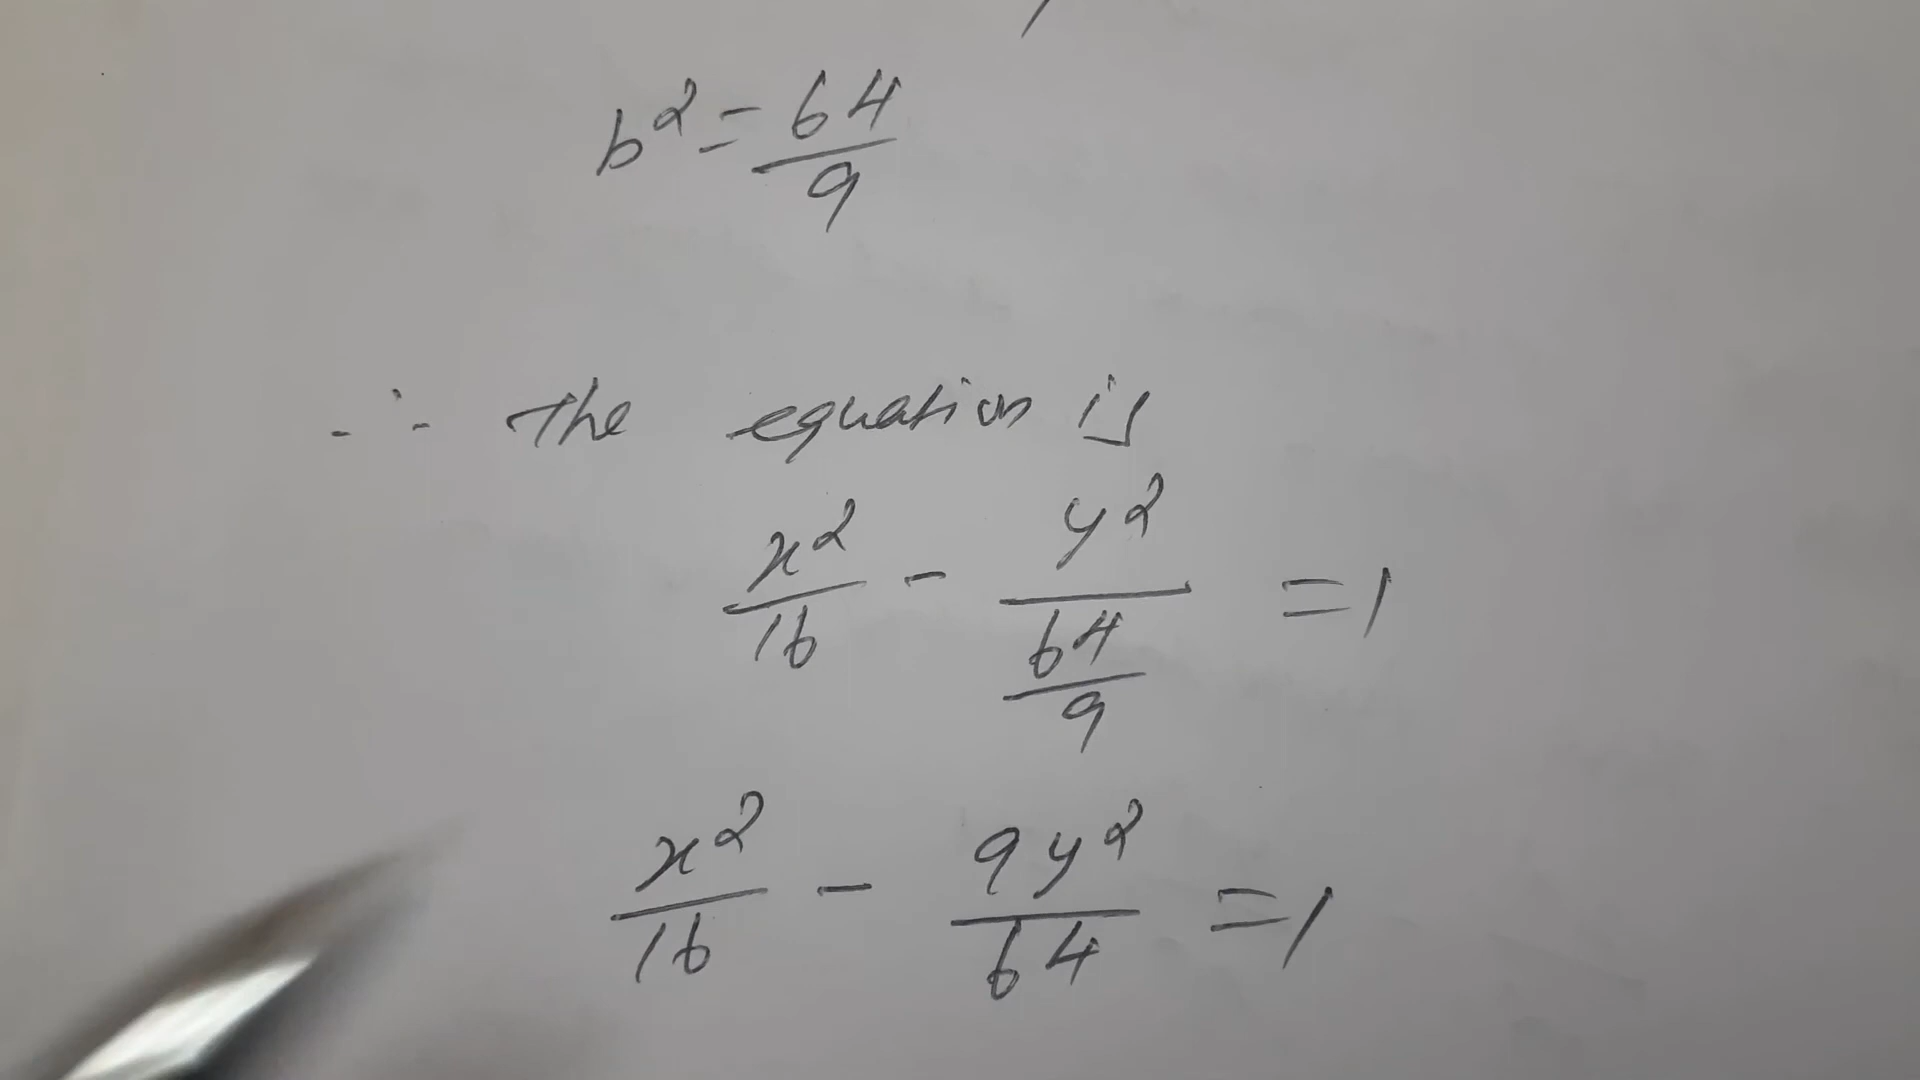 b² = 64/9
∴ The equation is
x²/16 - y²/(64/9) = 1
x²/16 - 9y²/64 = 1